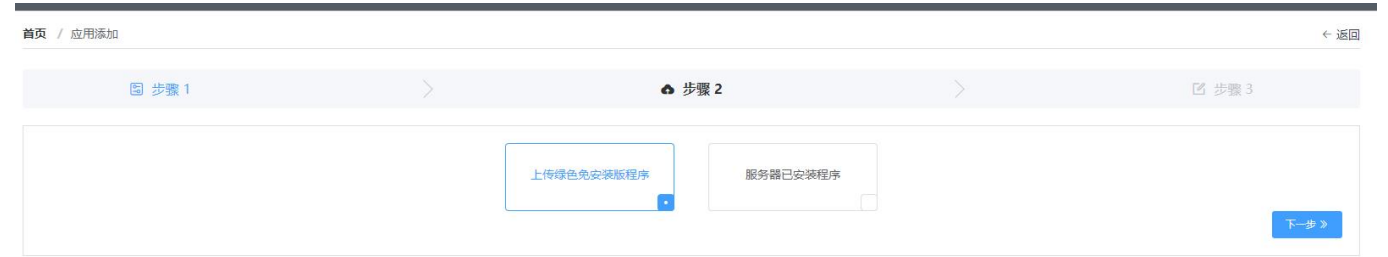 首页 / 应用添加
← 返回
步骤 1
步骤 2
步骤 3
上传绿色免安装版程序
服务器已安装程序
下一步 »